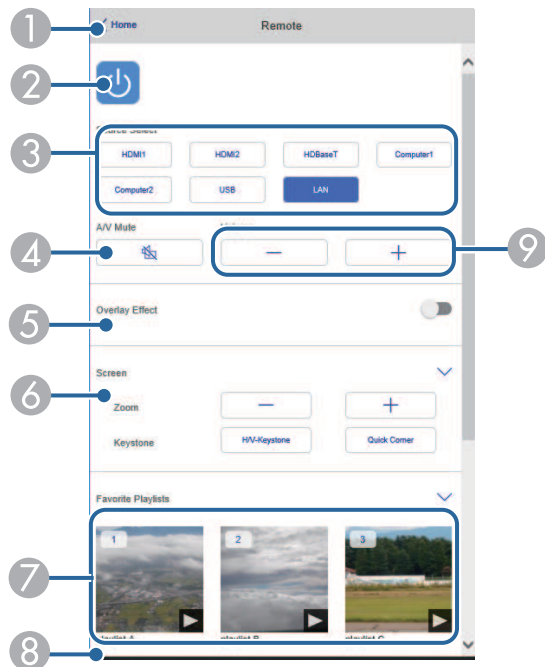 1
Home
Remote
2
3
HDMI1 HDMI2 HDBaseT Computer1
Computer2 USB LAN
A/V Mute
4
9
5
Overlay Effect
6
Screen
Zoom
Keystone H/V-Keystone Quick Corner
Favorite Playlists
1 2 3
7
8